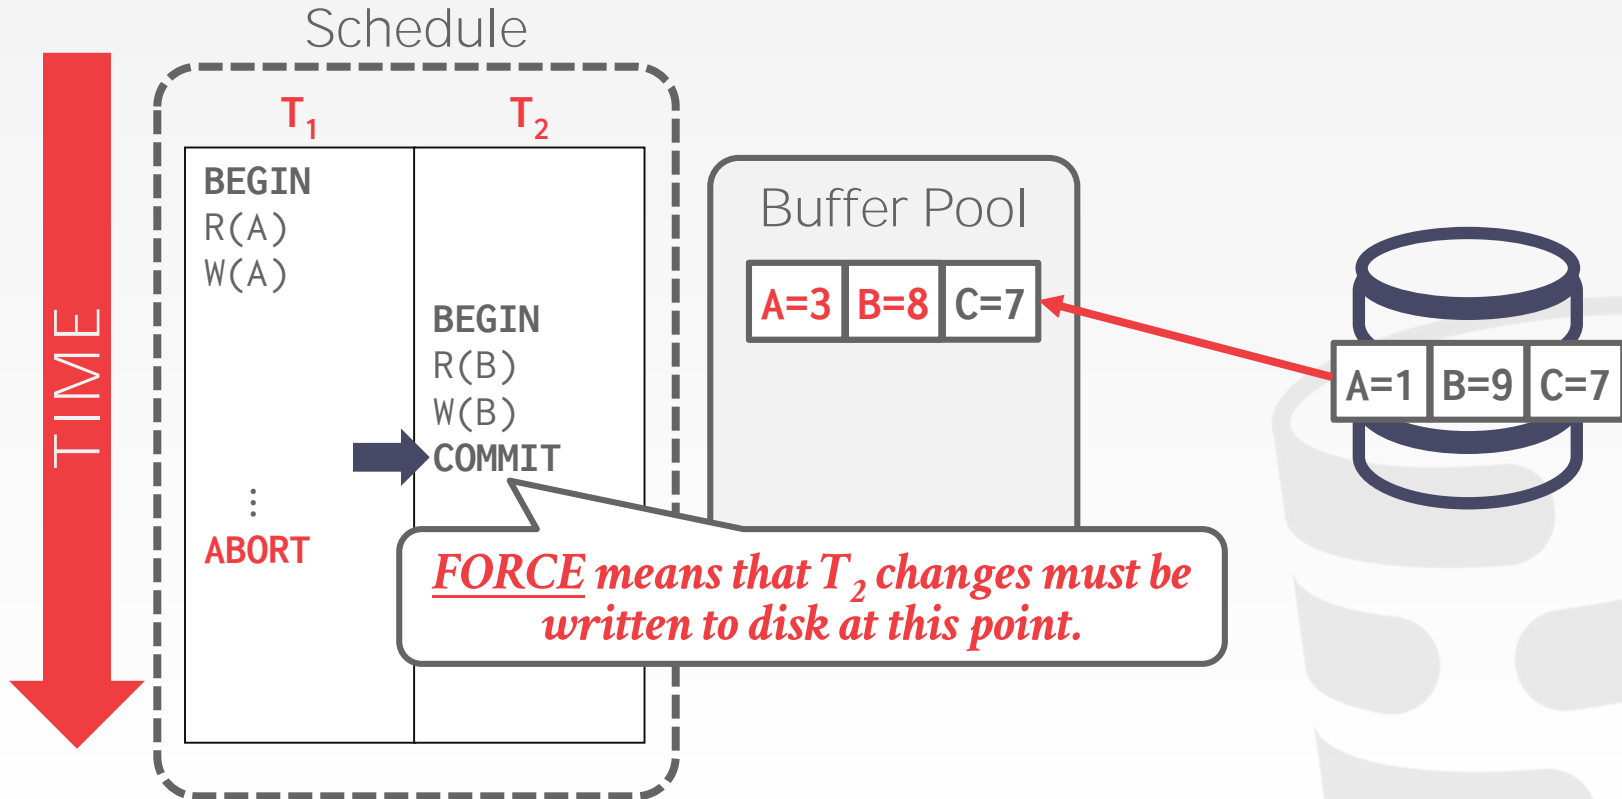 Schedule
TIME
T₁
T₂
BEGIN
R(A)
W(A)
⋮
ABORT
BEGIN
R(B)
W(B)
COMMIT
Buffer Pool
A=3 B=8 C=7
A=1 B=9 C=7
FORCE means that T₂ changes must be
written to disk at this point.